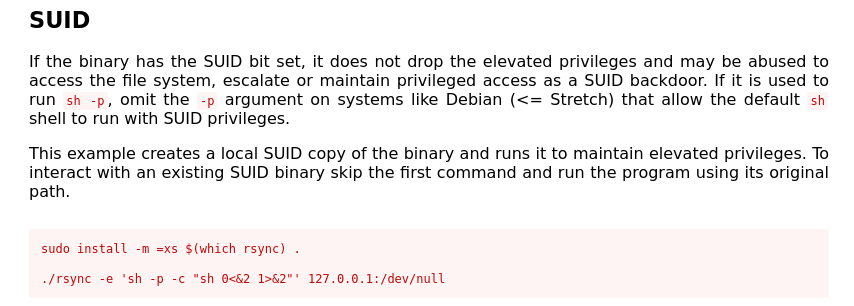 SUID
If the binary has the SUID bit set, it does not drop the elevated privileges and may be abused to
access the file system, escalate or maintain privileged access as a SUID backdoor. If it is used to
run sh -p, omit the -p argument on systems like Debian (<= Stretch) that allow the default sh
shell to run with SUID privileges.
This example creates a local SUID copy of the binary and runs it to maintain elevated privileges. To
interact with an existing SUID binary skip the first command and run the program using its original
path.
sudo install -m =xs $(which rsync) .
./rsync -e 'sh -p -c "sh 0<&2 1>&2"' 127.0.0.1:/dev/null